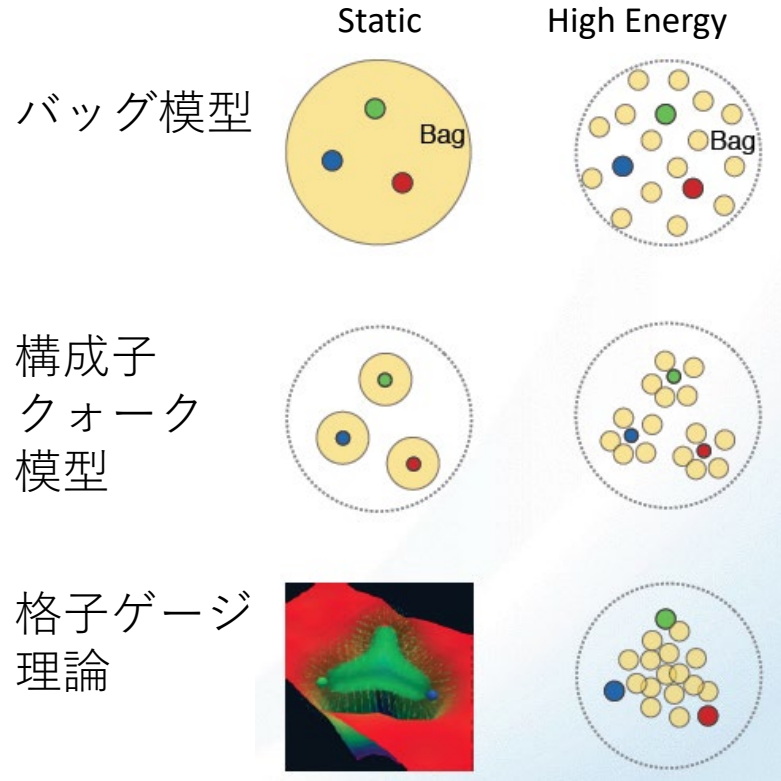 Static High Energy
バッグ模型
Bag
Bag
構成子
クォーク
模型
格子ゲージ
理論